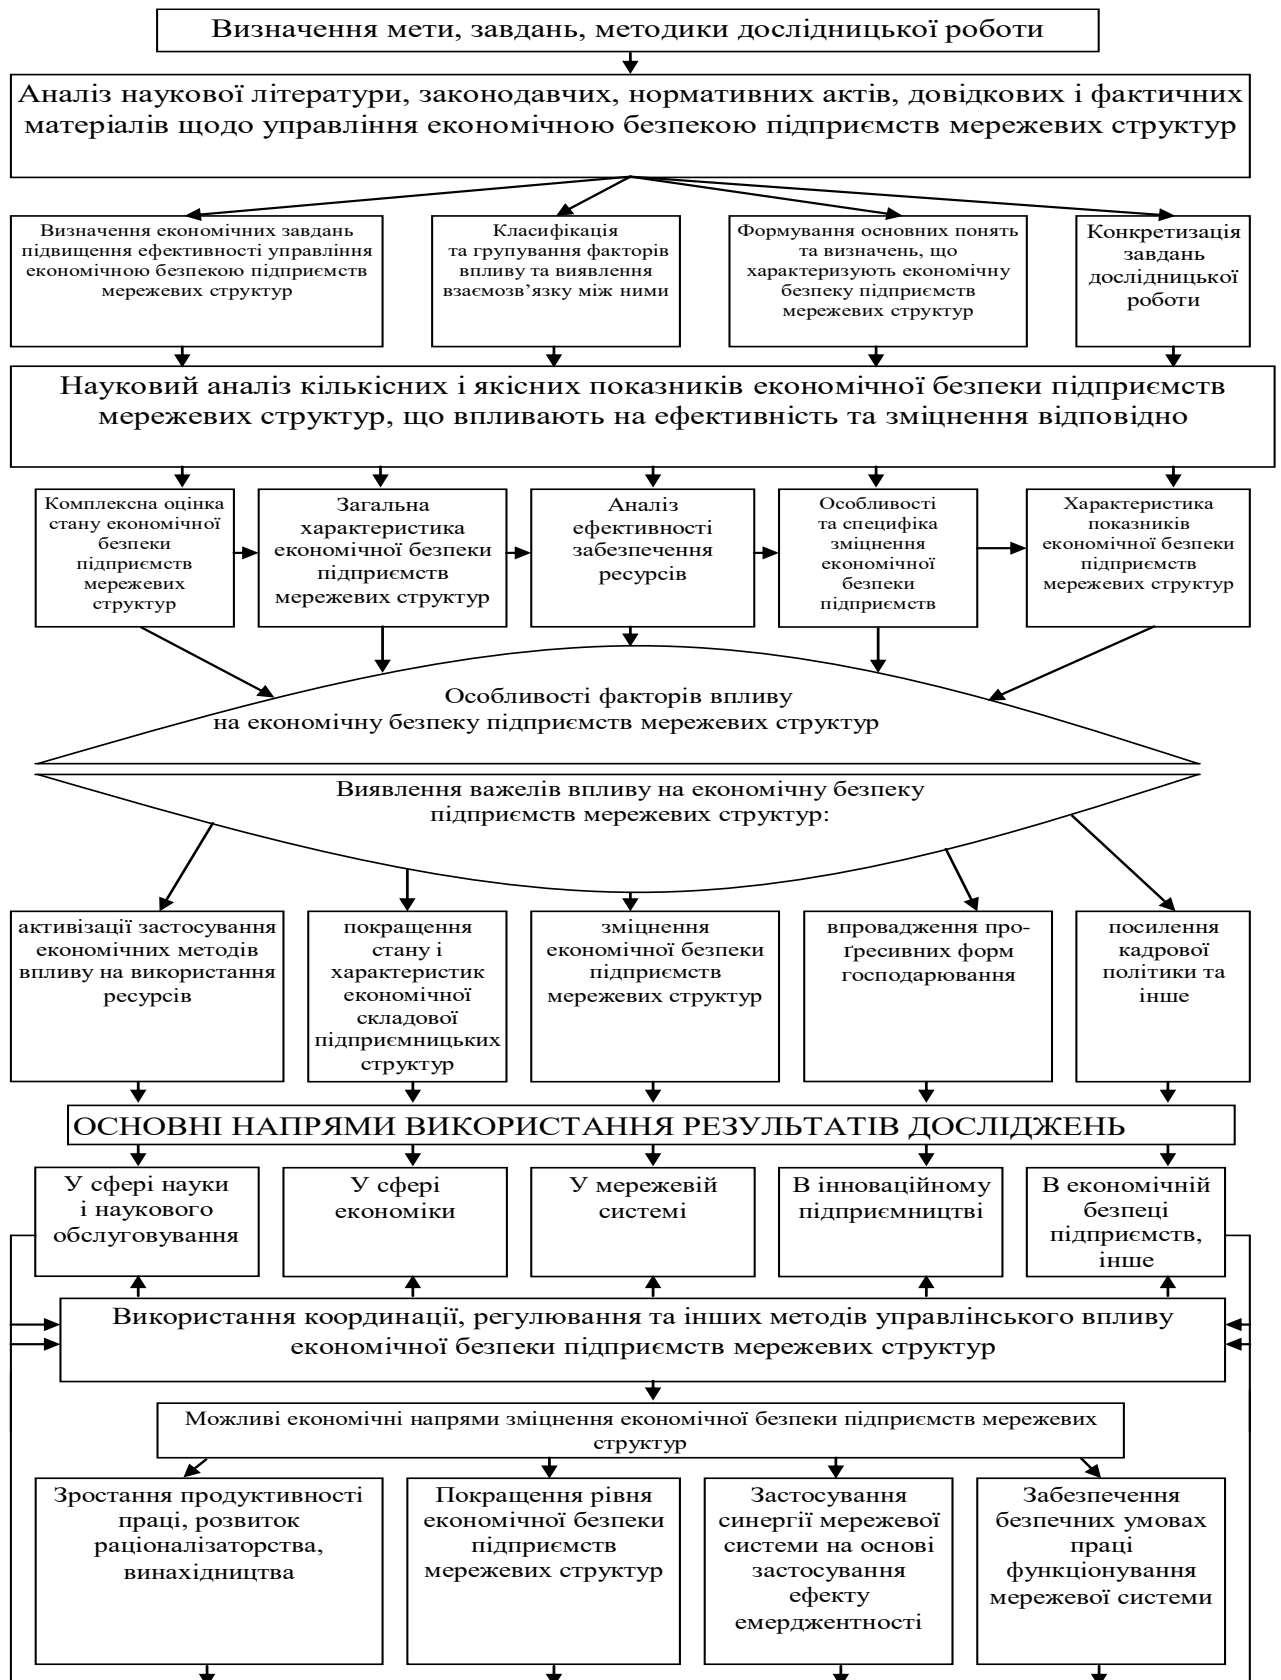 Визначення мети, завдань, методики дослідницької роботи
Аналіз наукової літератури, законодавчих, нормативних актів, довідкових і фактичних
матеріалів щодо управління економічною безпекою підприємств мережевих структур
Визначення економічних завдань
підвищення ефективності управління
економічною безпекою підприємств
мережевих структур
Класифікація
та групування факторів
впливу та виявлення
взаємозв’язку між ними
Формування основних понять
та визначень, що
характеризують економічну
безпеку підприємств
мережевих структур
Конкретизація
завдань
дослідницької
роботи
Науковий аналіз кількісних і якісних показників економічної безпеки підприємств
мережевих структур, що впливають на ефективність та зміцнення відповідно
Комплексна оцінка
стану економічної
безпеки
підприємств
мережевих
структур
Загальна
характеристика
економічної безпеки
підприємств
мережевих структур
Аналіз
ефективності
забезпечення
ресурсів
Особливості
та специфіка
зміцнення
економічної
безпеки
підприємств
Характеристика
показників
економічної безпеки
підприємств
мережевих структур
Особливості факторів впливу
на економічну безпеку підприємств мережевих структур
Виявлення важелів впливу на економічну безпеку
підприємств мережевих структур:
активізації застосування
економічних методів
впливу на використання
ресурсів
покращення
стану і
характеристик
економічної
складової
підприємницьких
структур
зміцнення
економічної безпеки
підприємств
мережевих структур
впровадження про-
ґресивних форм
господарювання
посилення
кадрової
політики та
інше
ОСНОВНІ НАПРЯМИ ВИКОРИСТАННЯ РЕЗУЛЬТАТІВ ДОСЛІДЖЕНЬ
У сфері науки
і наукового
обслуговування
У сфері
економіки
У мережевій
системі
В інноваційному
підприємництві
В економічній
безпеці
підприємств,
інше
Використання координації, регулювання та інших методів управлінського впливу
економічної безпеки підприємств мережевих структур
Можливі економічні напрями зміцнення економічної безпеки підприємств мережевих
структур
Зростання продуктивності
праці, розвиток
раціоналізаторства,
винахідництва
Покращення рівня
економічної безпеки
підприємств
мережевих структур
Застосування
синергії мережевої
системи на основі
застосування
ефекту
емерджентності
Забезпечення
безпечних умовах
праці
функціонування
мережевої системи